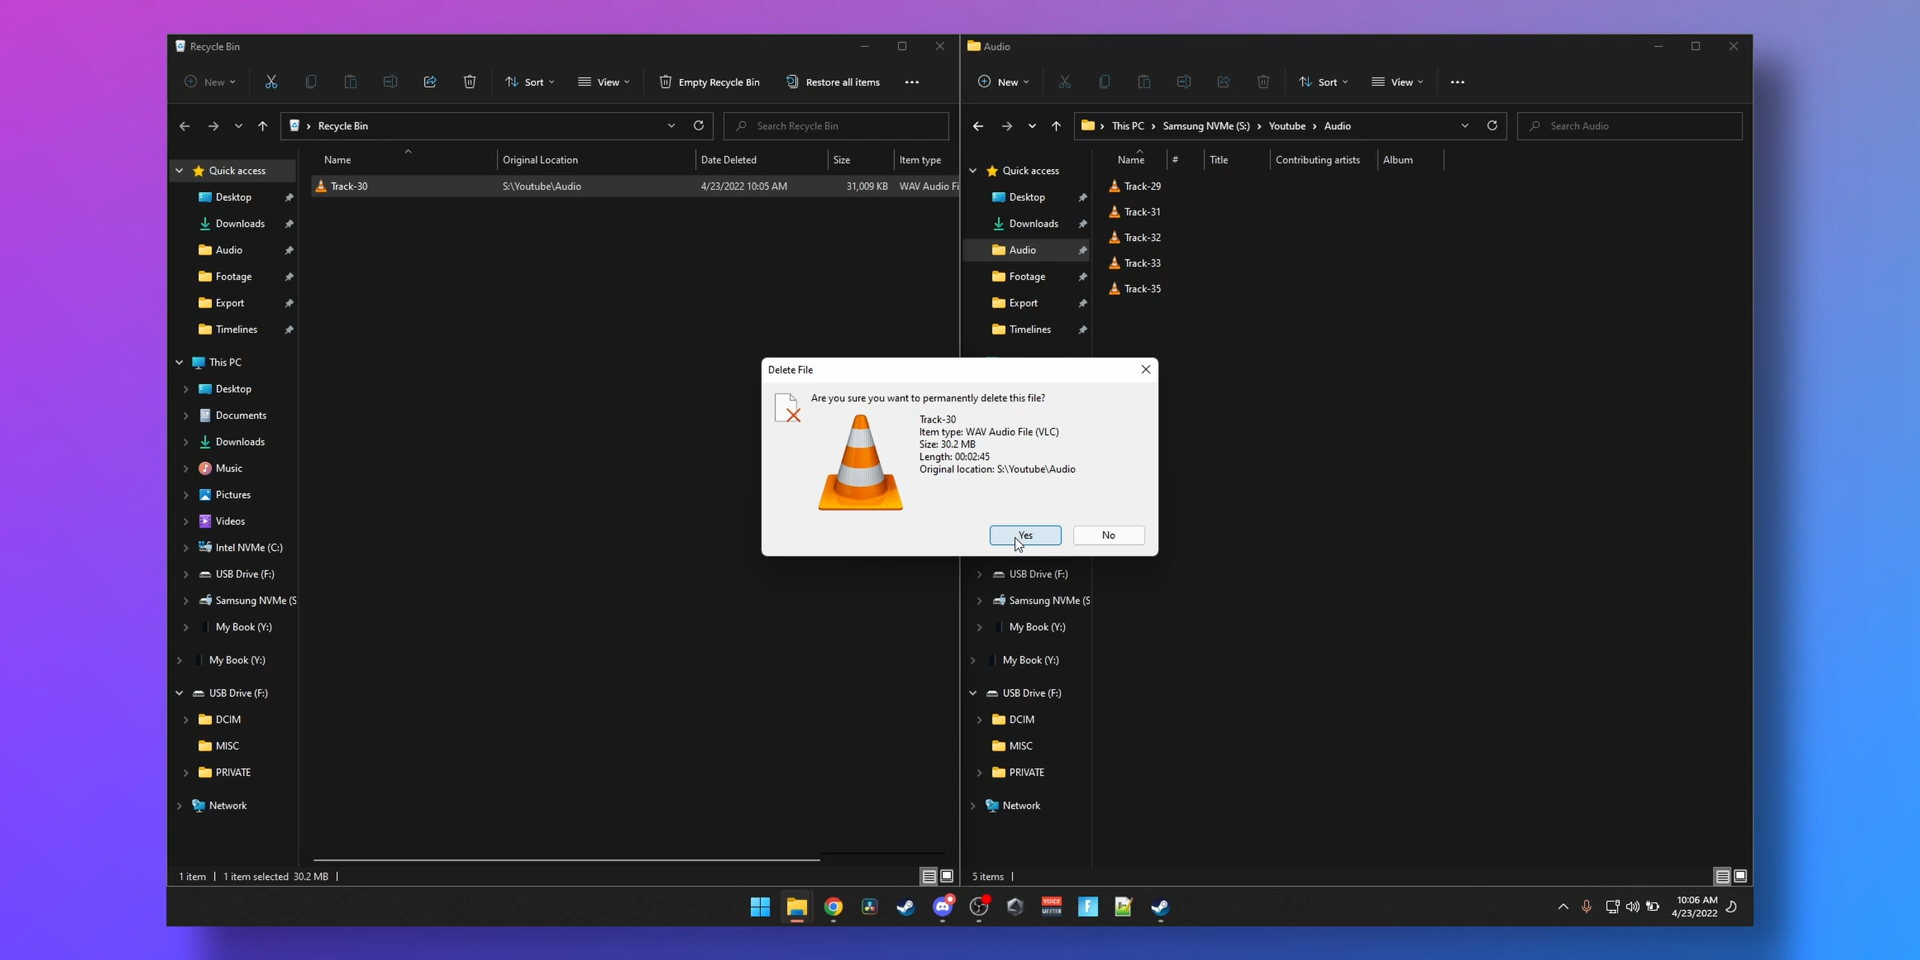 Recycle Bin
New
Sort
View
Empty Recycle Bin
Restore all items
Recycle Bin
Search Recycle Bin
Name
Original Location
Date Deleted
Size
Item type
Track-30
S:\Youtube\Audio
4/23/2022 10:05 AM
31,009 KB
WAV Audio Fi
Quick access
Desktop
Downloads
Audio
Footage
Export
Timelines
This PC
Desktop
Documents
Downloads
Music
Pictures
Videos
Intel NVMe (C:)
USB Drive (F:)
Samsung NVMe (S
My Book (Y:)
My Book (Y:)
USB Drive (F:)
DCIM
MISC
PRIVATE
Network
1 item
1 item selected 30.2 MB
Audio
New
Sort
View
This PC > Samsung NVMe (S:) > Youtube > Audio
Search Audio
Name
#
Title
Contributing artists
Album
Quick access
Desktop
Downloads
Audio
Footage
Export
Timelines
Track-29
Track-31
Track-32
Track-33
Track-35
USB Drive (F:)
Samsung NVMe (S
My Book (Y:)
My Book (Y:)
USB Drive (F:)
DCIM
MISC
PRIVATE
Network
5 items
Delete File
Are you sure you want to permanently delete this file?
Track-30
Item type: WAV Audio File (VLC)
Size: 30.2 MB
Length: 00:02:45
Original location: S:\Youtube\Audio
Yes
No
VOICE
MEETER
10:06 AM
4/23/2022